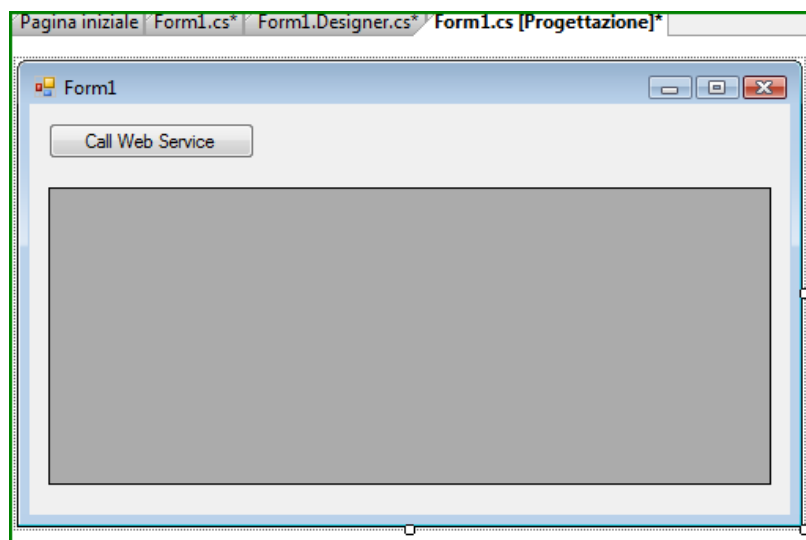 Pagina iniziale Form1.cs* Form1.Designer.cs* Form1.cs [Progettazione]*
Form1
Call Web Service